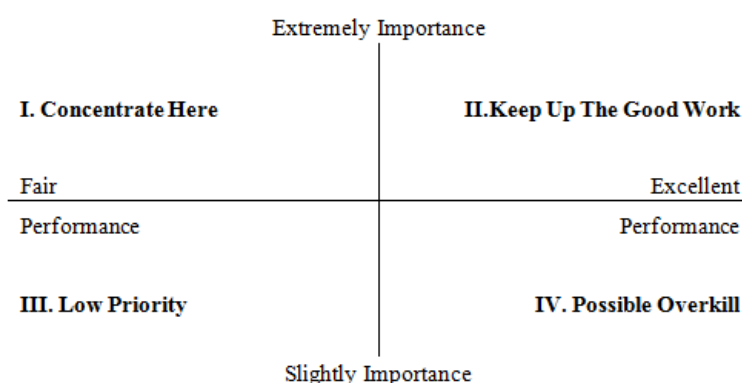 Extremely Importance
I. Concentrate Here
II.Keep Up The Good Work
Fair
Excellent
Performance
Performance
III. Low Priority
IV. Possible Overkill
Slightly Importance